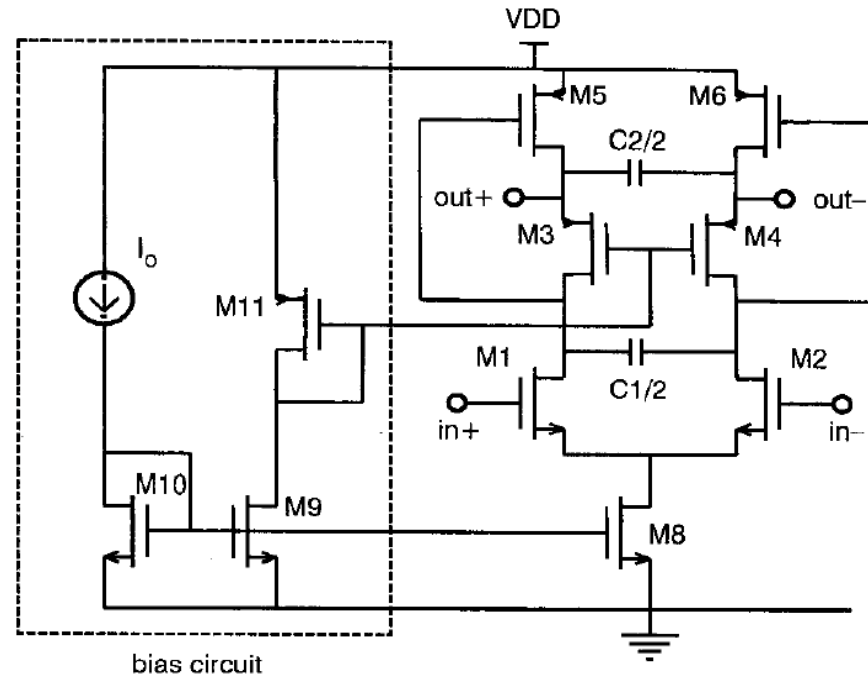 VDD
M5
M6
C2/2
out+
out–
M3
M4
I₀
M11
M1
M2
C1/2
in+
in–
M10
M9
M8
bias circuit